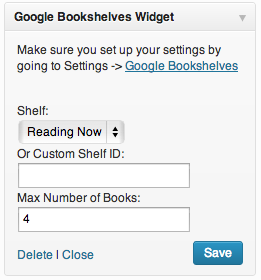 Google Bookshelves Widget
Make sure you set up your settings by
going to Settings -> Google Bookshelves
Shelf:
Reading Now
Or Custom Shelf ID:
Max Number of Books:
4
Delete | Close Save